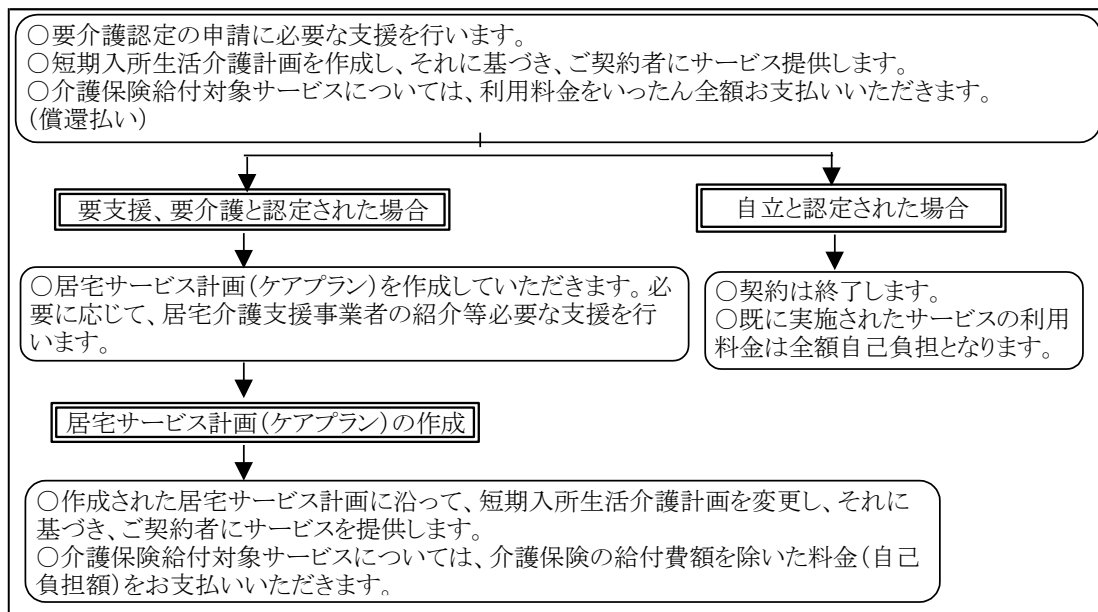 ○要介護認定の申請に必要な支援を行います。
○短期入所生活介護計画を作成し、それに基づき、ご契約者にサービス提供します。
○介護保険給付対象サービスについては、利用料金をいったん全額お支払いいただきます。
(償還払い)
要支援、要介護と認定された場合
自立と認定された場合
○居宅サービス計画(ケアプラン)を作成していただきます。必
要に応じて、居宅介護支援事業者の紹介等必要な支援を行
います。
○契約は終了します。
○既に実施されたサービスの利用
料金は全額自己負担となります。
居宅サービス計画(ケアプラン)の作成
○作成された居宅サービス計画に沿って、短期入所生活介護計画を変更し、それに
基づき、ご契約者にサービスを提供します。
○介護保険給付対象サービスについては、介護保険の給付費額を除いた料金(自己
負担額)をお支払いいただきます。